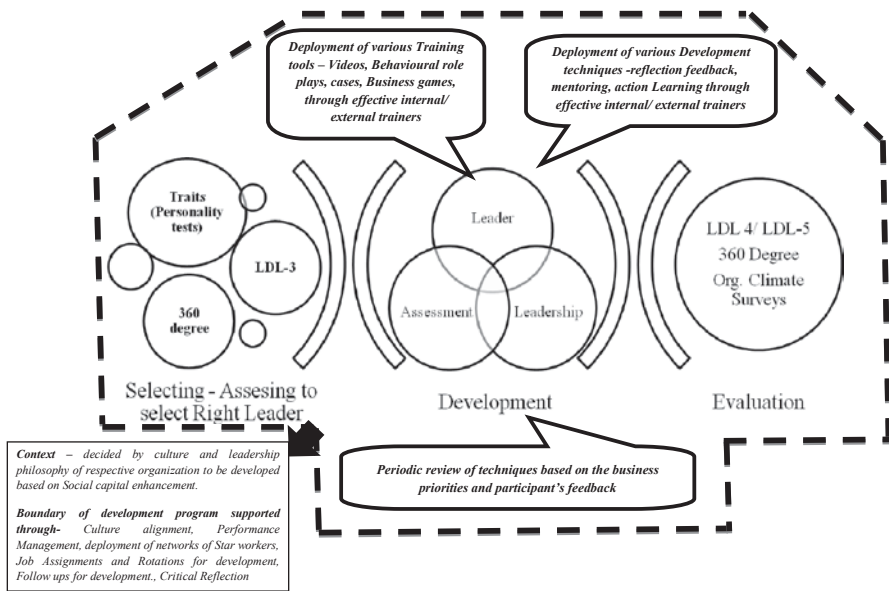 Deployment of various Training
tools – Videos, Behavioural role
plays, cases, Business games,
through effective internal/
external trainers
Deployment of various Development
techniques -reflection feedback,
mentoring, action Learning through
effective internal/ external trainers
Traits
(Personality
tests)
LDL-3
360
degree
Leader
Assessment
Leadership
LDL 4/ LDL-5
360 Degree
Org. Climate
Surveys
Selecting - Assesing to
select Right Leader
Development
Evaluation
Context – decided by culture and leadership
philosophy of respective organization to be developed
based on Social capital enhancement.
Boundary of development program supported
through- Culture alignment, Performance
Management, deployment of networks of Star workers,
Job Assignments and Rotations for development,
Follow ups for development., Critical Reflection
Periodic review of techniques based on the business
priorities and participant's feedback